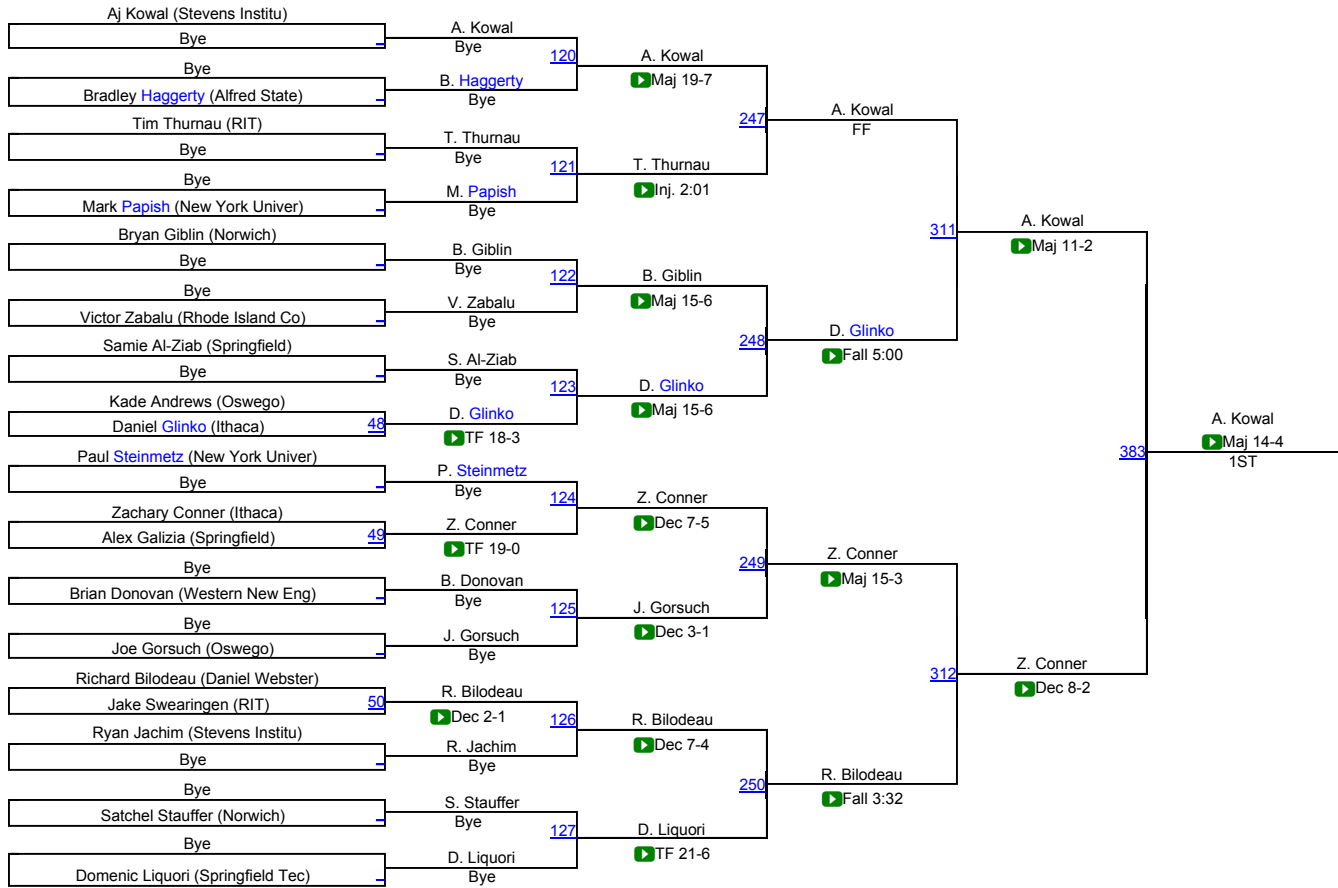 Aj Kowal (Stevens Institu)
Bye
Bye
Bradley Haggerty (Alfred State)
Tim Thurnau (RIT)
Bye
Bye
Mark Papish (New York Univer)
Bryan Giblin (Norwich)
Bye
Bye
Victor Zabalu (Rhode Island Co)
Samie Al-Ziab (Springfield)
Bye
Kade Andrews (Oswego)
Daniel Glinko (Ithaca)
48
Paul Steinmetz (New York Univer)
Bye
Zachary Conner (Ithaca)
Alex Galizia (Springfield)
49
Bye
Brian Donovan (Western New Eng)
Bye
Joe Gorsuch (Oswego)
Richard Bilodeau (Daniel Webster)
Jake Swearingen (RIT)
50
Ryan Jachim (Stevens Institu)
Bye
Bye
Satchel Stauffer (Norwich)
Bye
Domenic Liquori (Springfield Tec)
A. Kowal
Bye
120
B. Haggerty
Bye
T. Thurnau
Bye
121
M. Papish
Bye
B. Giblin
Bye
122
V. Zabalu
Bye
S. Al-Ziab
Bye
123
D. Glinko
TF 18-3
P. Steinmetz
Bye
124
Z. Conner
TF 19-0
B. Donovan
Bye
125
J. Gorsuch
Bye
R. Bilodeau
Dec 2-1
126
R. Jachim
Bye
S. Stauffer
Bye
127
D. Liquori
Bye
A. Kowal
Maj 19-7
247
T. Thurnau
Inj. 2:01
B. Giblin
Maj 15-6
248
D. Glinko
Maj 15-6
Z. Conner
Dec 7-5
249
J. Gorsuch
Dec 3-1
R. Bilodeau
Dec 7-4
250
D. Liquori
TF 21-6
A. Kowal
FF
311
D. Glinko
Fall 5:00
Z. Conner
Maj 15-3
312
R. Bilodeau
Fall 3:32
A. Kowal
Maj 11-2
383
Z. Conner
Dec 8-2
A. Kowal
Maj 14-4
1ST